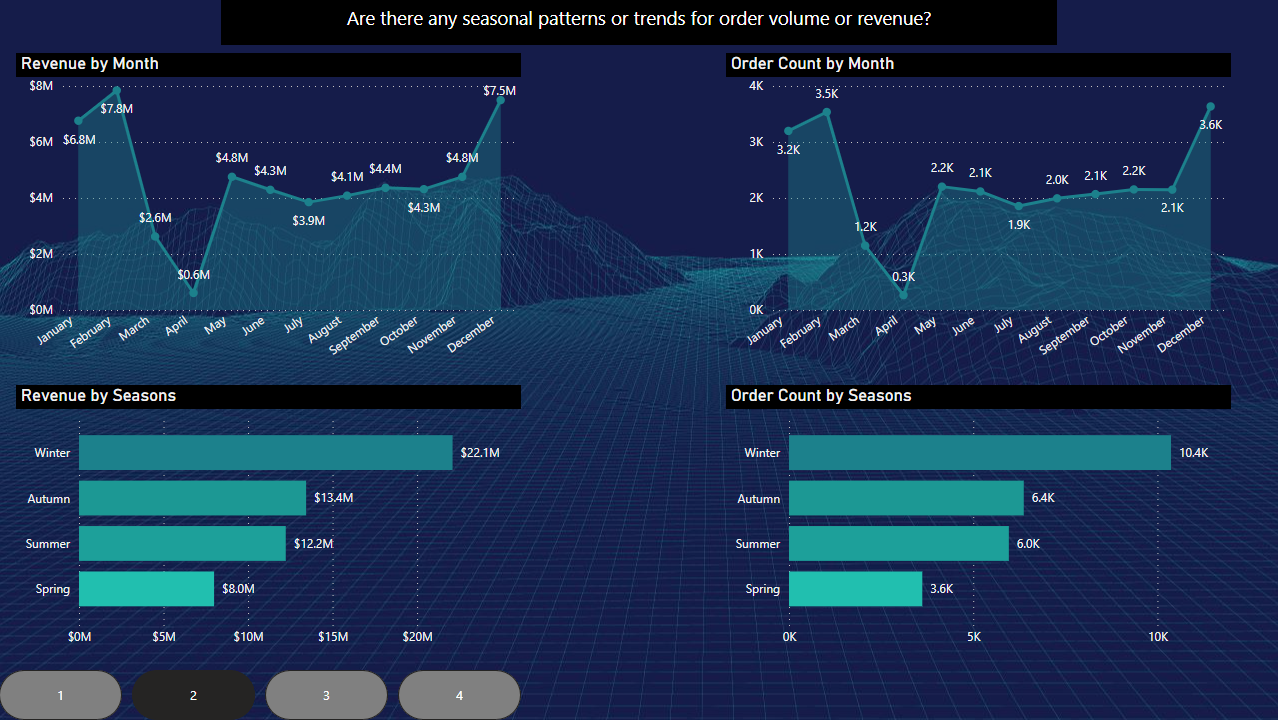 Are there any seasonal patterns or trends for order volume or revenue?
Revenue by Month
$8M
$6M
$4M
$2M
$0M
$6.8M
$7.8M
$2.6M
$0.6M
$4.8M
$4.3M
$3.9M
$4.1M
$4.4M
$4.3M
$4.8M
$7.5M
January
February
March
April
May
June
July
August
September
October
November
December
Order Count by Month
4K
3K
2K
1K
0K
3.2K
3.5K
1.2K
0.3K
2.2K
2.1K
1.9K
2.0K
2.1K
2.2K
2.1K
3.6K
January
February
March
April
May
June
July
August
September
October
November
December
Revenue by Seasons
Winter $22.1M
Autumn $13.4M
Summer $12.2M
Spring $8.0M
$0M $5M $10M $15M $20M
Order Count by Seasons
Winter 10.4K
Autumn 6.4K
Summer 6.0K
Spring 3.6K
0K 5K 10K
1 2 3 4